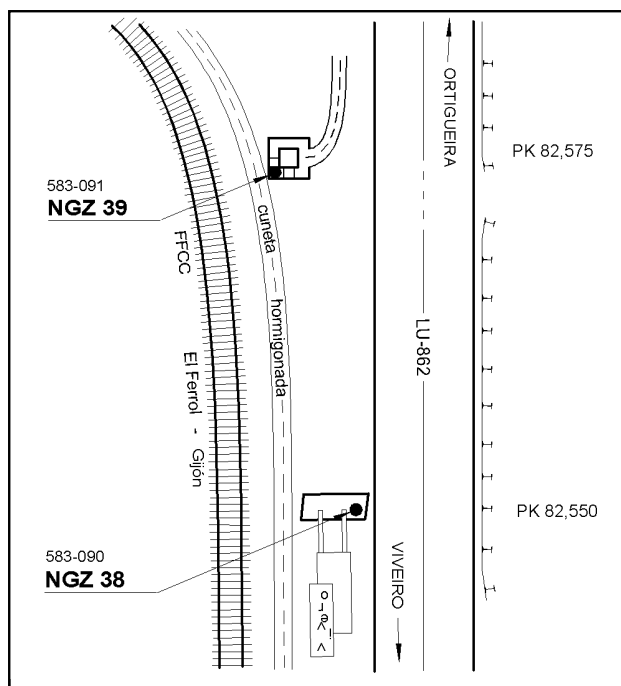 ORTIGUEIRA
PK 82,575
583-091
NGZ 39
cuneta
hormigonada
FFCC
El Ferrol - Gijón
LU-862
PK 82,550
583-090
NGZ 38
VIVEIRO
Viveiro